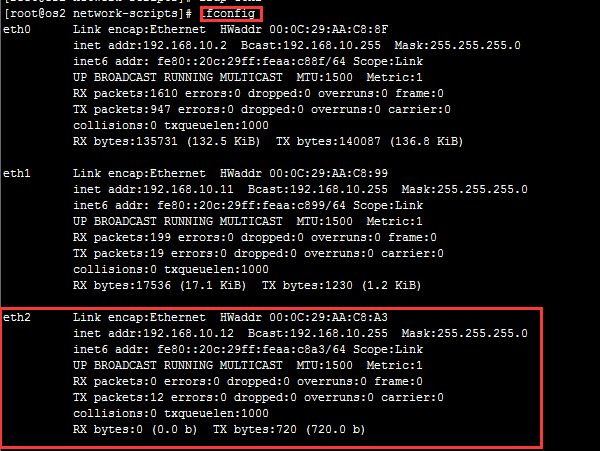 [root@os2 network-scripts]# ifconfig
eth0 Link encap:Ethernet HWaddr 00:0C:29:AA:C8:8F
inet addr:192.168.10.2 Bcast:192.168.10.255 Mask:255.255.255.0
inet6 addr: fe80::20c:29ff:feaa:c88f/64 Scope:Link
UP BROADCAST RUNNING MULTICAST MTU:1500 Metric:1
RX packets:1610 errors:0 dropped:0 overruns:0 frame:0
TX packets:947 errors:0 dropped:0 overruns:0 carrier:0
collisions:0 txqueuelen:1000
RX bytes:135731 (132.5 KiB) TX bytes:140087 (136.8 KiB)
eth1 Link encap:Ethernet HWaddr 00:0C:29:AA:C8:99
inet addr:192.168.10.11 Bcast:192.168.10.255 Mask:255.255.255.0
inet6 addr: fe80::20c:29ff:feaa:c899/64 Scope:Link
UP BROADCAST RUNNING MULTICAST MTU:1500 Metric:1
RX packets:199 errors:0 dropped:0 overruns:0 frame:0
TX packets:19 errors:0 dropped:0 overruns:0 carrier:0
collisions:0 txqueuelen:1000
RX bytes:17536 (17.1 KiB) TX bytes:1230 (1.2 KiB)
eth2 Link encap:Ethernet HWaddr 00:0C:29:AA:C8:A3
inet addr:192.168.10.12 Bcast:192.168.10.255 Mask:255.255.255.0
inet6 addr: fe80::20c:29ff:feaa:c8a3/64 Scope:Link
UP BROADCAST RUNNING MULTICAST MTU:1500 Metric:1
RX packets:0 errors:0 dropped:0 overruns:0 frame:0
TX packets:12 errors:0 dropped:0 overruns:0 carrier:0
collisions:0 txqueuelen:1000
RX bytes:0 (0.0 b) TX bytes:720 (720.0 b)